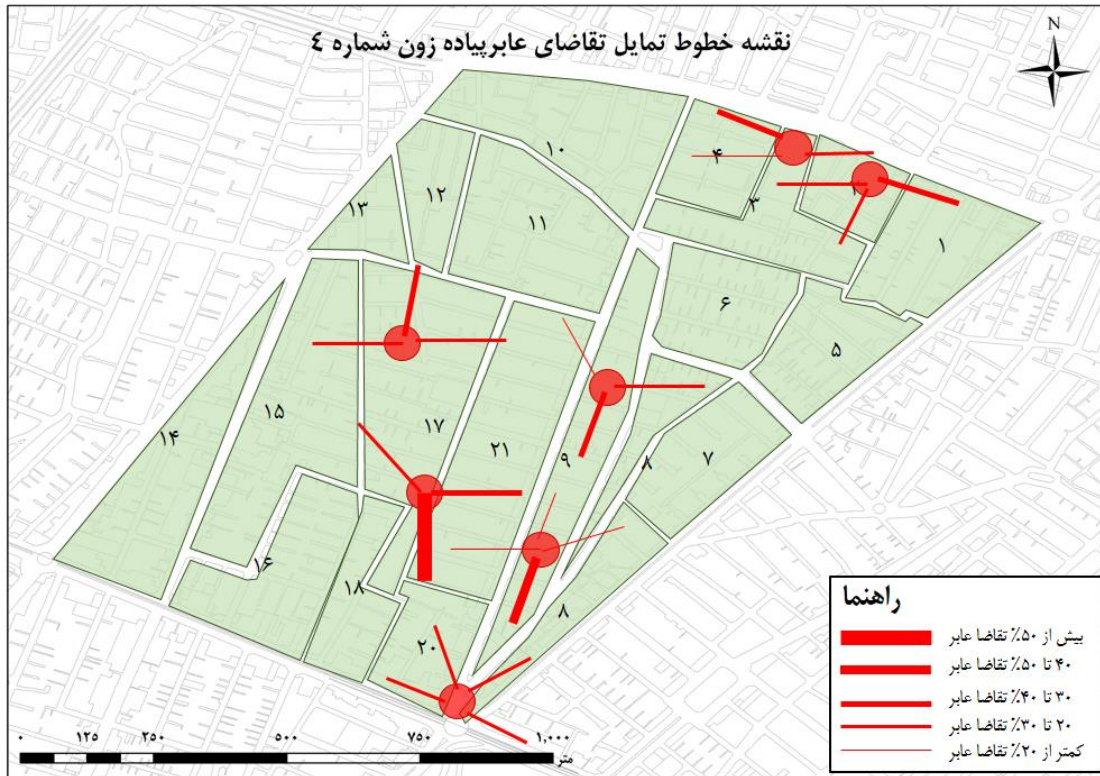 نقشه خطوط تمایل تقاضای عابرپیاده زون شماره ٤
N
۱۰
۴
۳
۱
۱۲
۱۳
۱۱
۶
۵
۱۵
۱۴
۱۷
۲۱
۹
۸
۷
۱۶
۱۸
۸
۲۰
راهنما
بیش از ۵۰٪ تقاضا عابر
۴۰ تا ۵۰٪ تقاضا عابر
۳۰ تا ۴۰٪ تقاضا عابر
۲۰ تا ۳۰٪ تقاضا عابر
کمتر از ۲۰٪ تقاضا عابر
۰ ۱۲۵ ۲۵۰ ۵۰۰ ۷۵۰ ۱,۰۰۰
متر